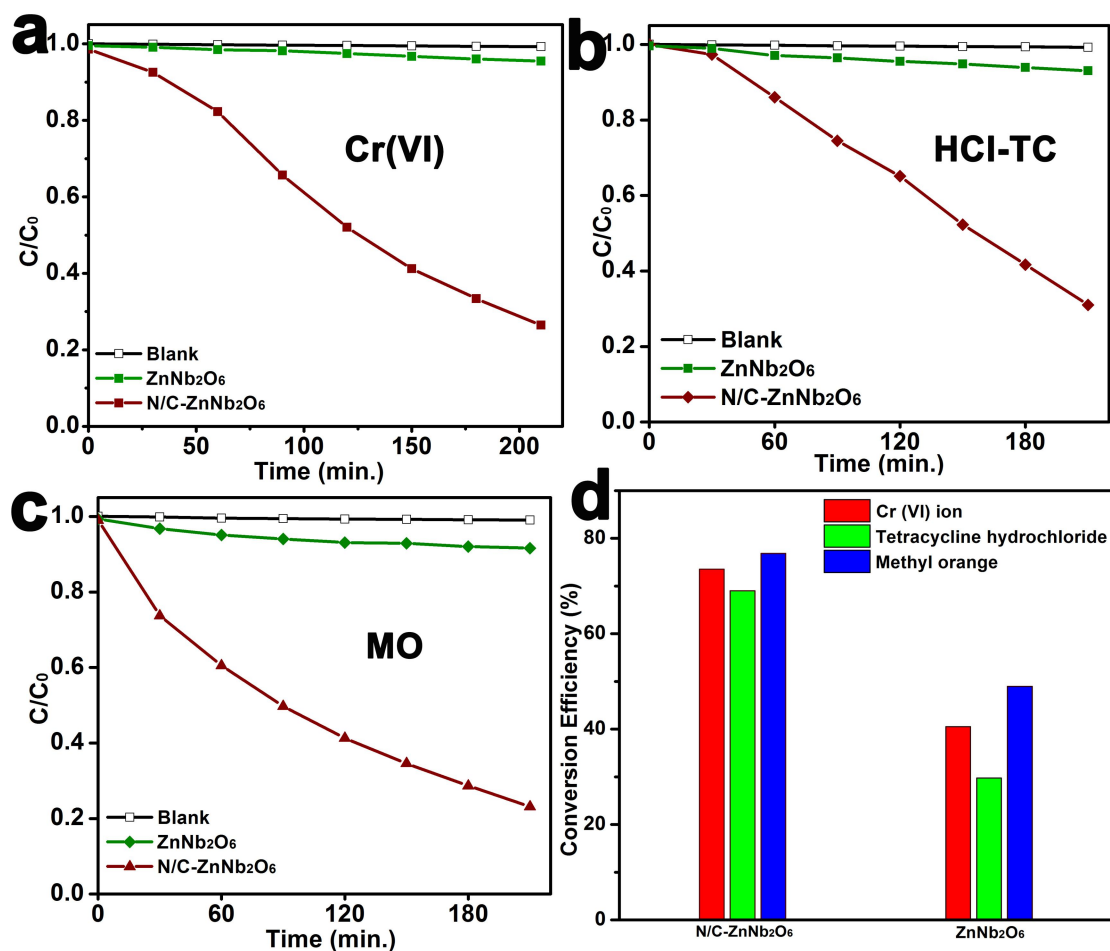 a
1.0
0.8
0.6
0.4
0.2
0.0
C/C₀
Cr(VI)
Blank
ZnNb₂O₆
N/C-ZnNb₂O₆
0 50 100 150 200
Time (min.)
b
1.0
0.8
0.6
0.4
0.2
0.0
C/C₀
HCl-TC
Blank
ZnNb₂O₆
N/C-ZnNb₂O₆
0 60 120 180
Time (min.)
c
1.0
0.8
0.6
0.4
0.2
0.0
C/C₀
MO
Blank
ZnNb₂O₆
N/C-ZnNb₂O₆
0 60 120 180
Time (min.)
d
80
60
40
20
0
Conversion Efficiency (%)
Cr (VI) ion
Tetracycline hydrochloride
Methyl orange
N/C-ZnNb₂O₆ ZnNb₂O₆